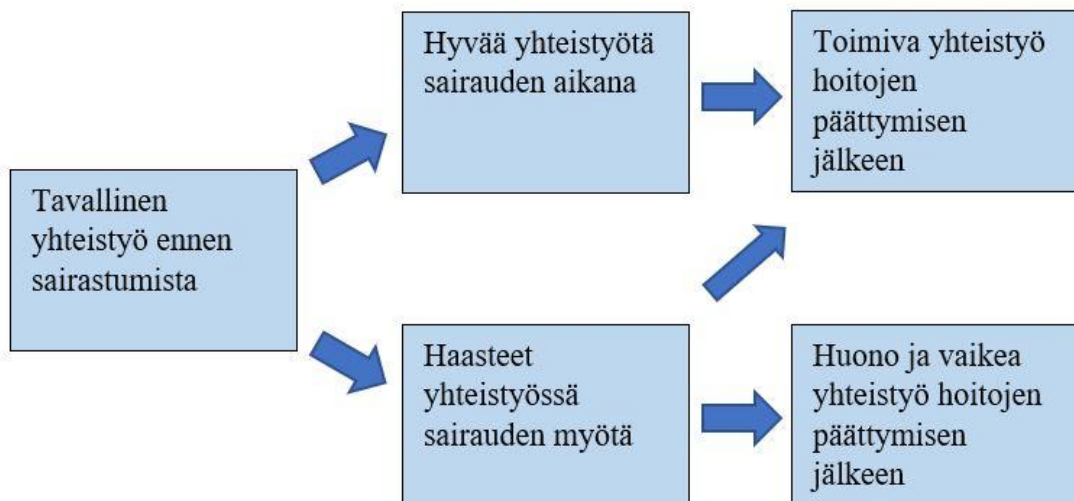 Tavallinen
yhteistyö ennen
sairastumista
Hyvää yhteistyötä
sairauden aikana
Toimiva yhteistyö
hoitojen
päättymisen
jälkeen
Haasteet
yhteistyössä
sairauden myötä
Huono ja vaikea
yhteistyö hoitojen
päättymisen
jälkeen